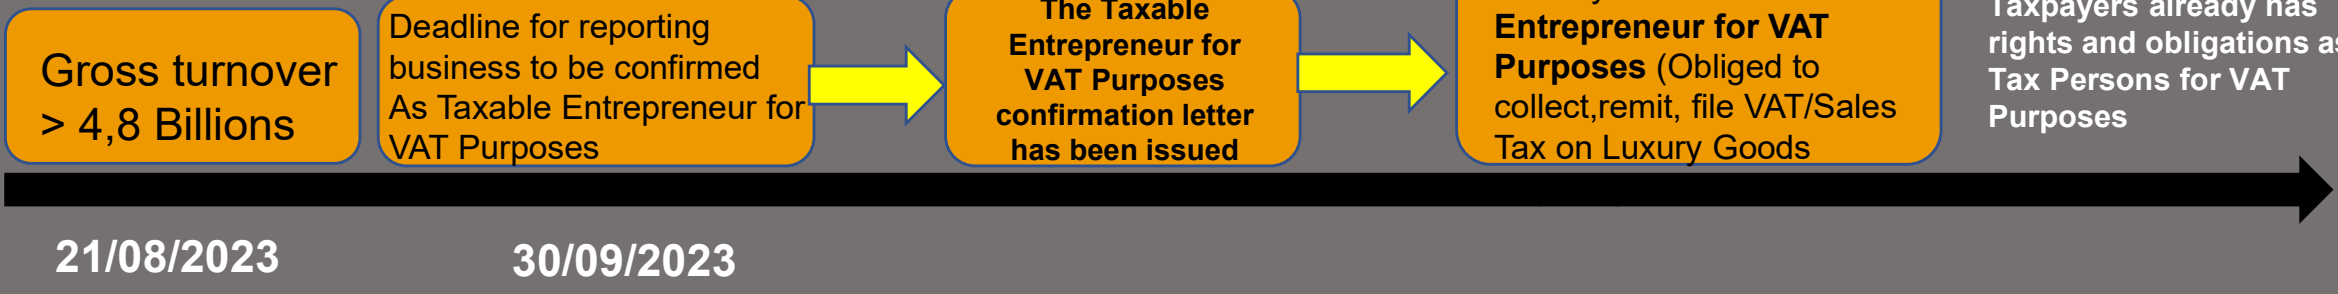 Gross turnover
> 4,8 Billions
Deadline for reporting
business to be confirmed
As Taxable Entrepreneur for
VAT Purposes
The Taxable
Entrepreneur for
VAT Purposes
confirmation letter
has been issued
Entrepreneur for VAT
Purposes (Obliged to
collect,remit, file VAT/Sales
Tax on Luxury Goods
Taxpayers already has
rights and obligations as
Tax Persons for VAT
Purposes
21/08/2023
30/09/2023